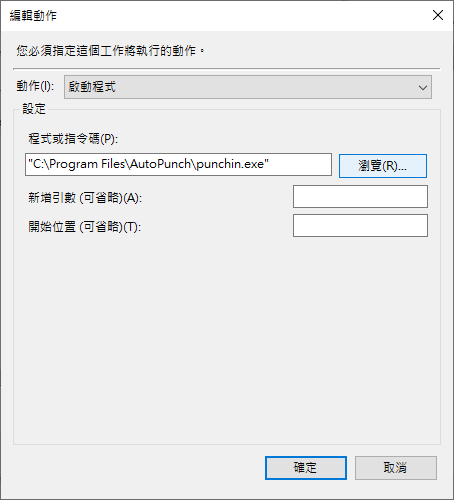 編輯動作
您必須指定這個工作將執行的動作。
動作(I): 啟動程式
設定
程式或指令碼(P):
"C:\Program Files\AutoPunch\punchin.exe" 瀏覽(R)...
新增引數 (可省略)(A):
開始位置 (可省略)(T):
確定 取消